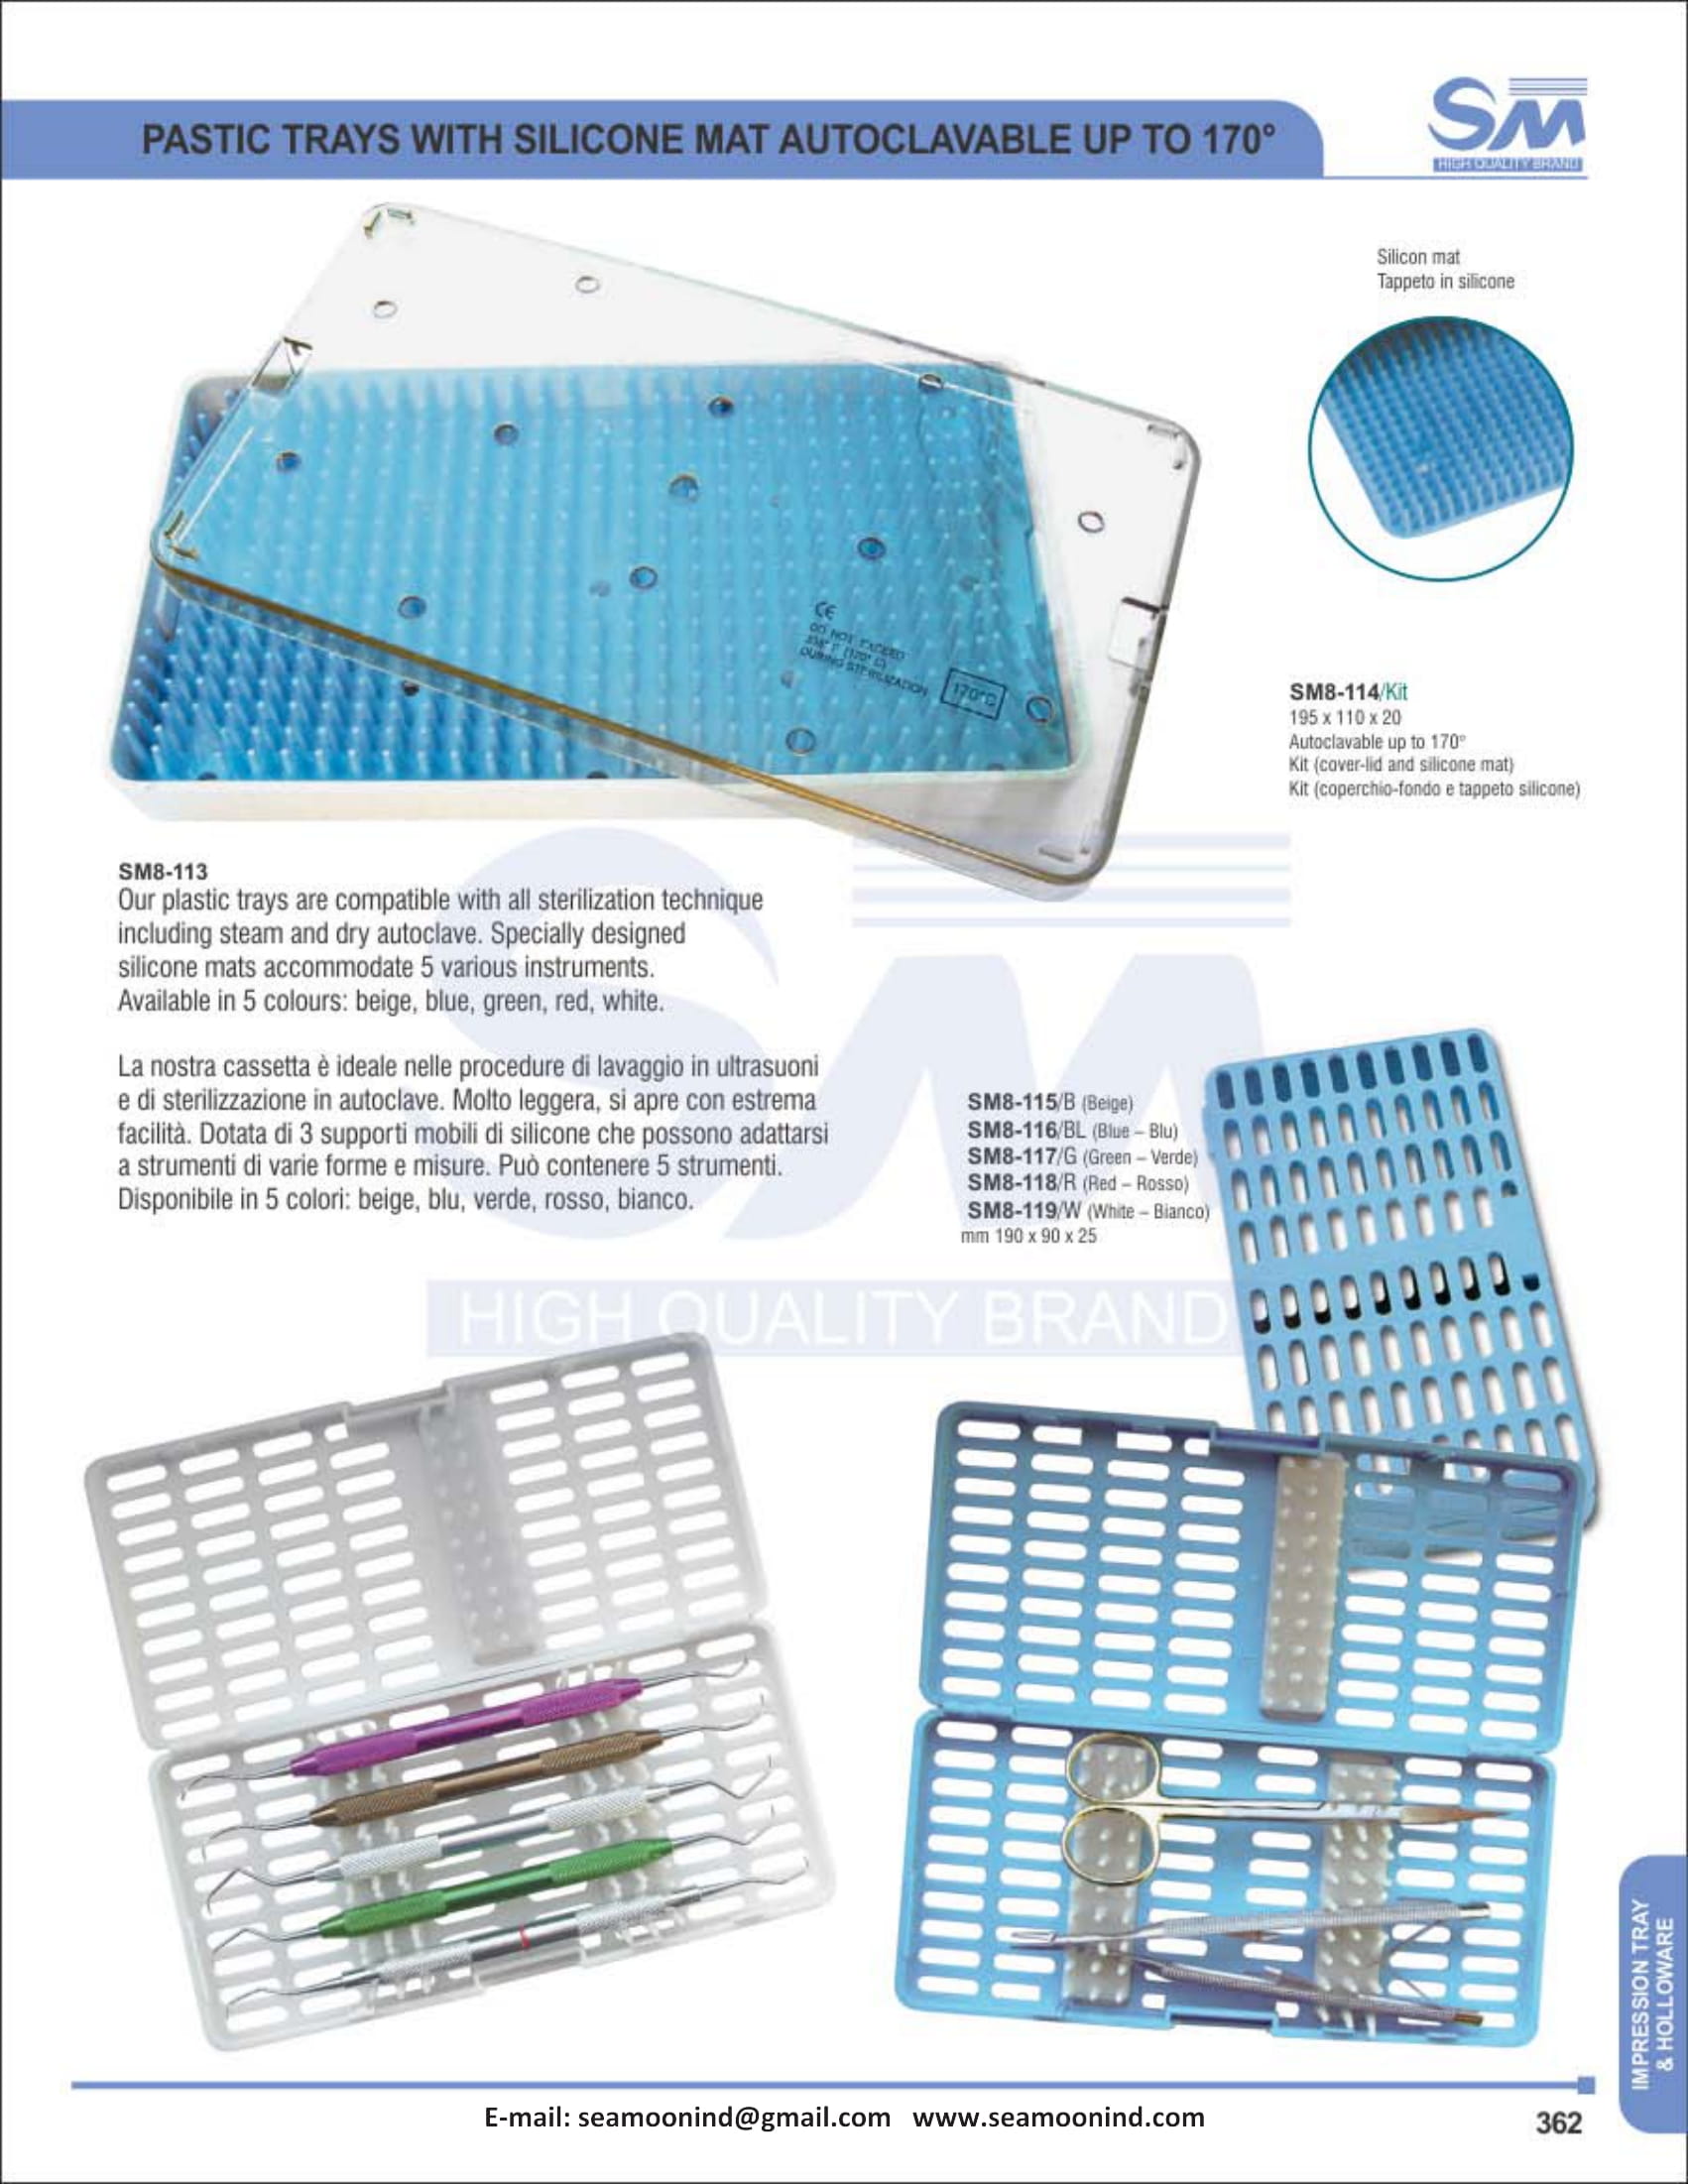 PASTIC TRAYS WITH SILICONE MAT AUTOCLAVABLE UP TO 170°
SM
HIGH QUALITY BRAND
Silicon mat
Tappeto in silicone
CE
DO NOT EXCEED
338° F (170° C)
DURING STERILIZATION
170°C
SM8-114/Kit
195 x 110 x 20
Autoclavable up to 170°
Kit (cover-lid and silicone mat)
Kit (coperchio-fondo e tappeto silicone)
SM8-113
Our plastic trays are compatible with all sterilization technique
including steam and dry autoclave. Specially designed
silicone mats accommodate 5 various instruments.
Available in 5 colours: beige, blue, green, red, white.
La nostra cassetta è ideale nelle procedure di lavaggio in ultrasuoni
e di sterilizzazione in autoclave. Molto leggera, si apre con estrema
facilità. Dotata di 3 supporti mobili di silicone che possono adattarsi
a strumenti di varie forme e misure. Può contenere 5 strumenti.
Disponibile in 5 colori: beige, blu, verde, rosso, bianco.
SM8-115/B (Beige)
SM8-116/BL (Blue – Blu)
SM8-117/G (Green – Verde)
SM8-118/R (Red – Rosso)
SM8-119/W (White – Bianco)
mm 190 x 90 x 25
SM
HIGH QUALITY BRAND
IMPRESSION TRAY
& HOLLOWARE
E-mail: seamoonind@gmail.com www.seamoonind.com
362